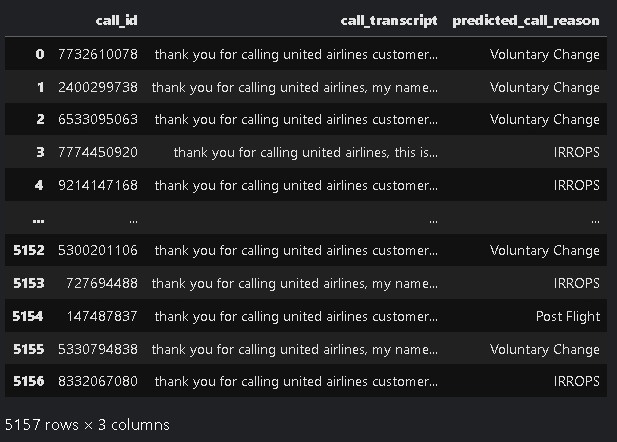 call_id call_transcript predicted_call_reason
0 7732610078 thank you for calling united airlines customer... Voluntary Change
1 2400299738 thank you for calling united airlines, my name... Voluntary Change
2 6533095063 thank you for calling united airlines customer... Voluntary Change
3 7774450920 thank you for calling united airlines, this is... IRROPS
4 9214147168 thank you for calling united airlines customer... IRROPS
... ... ... ...
5152 5300201106 thank you for calling united airlines customer... Voluntary Change
5153 727694488 thank you for calling united airlines, my name... IRROPS
5154 147487837 thank you for calling united airlines customer... Post Flight
5155 5330794838 thank you for calling united airlines, my name... Voluntary Change
5156 8332067080 thank you for calling united airlines customer... IRROPS
5157 rows × 3 columns